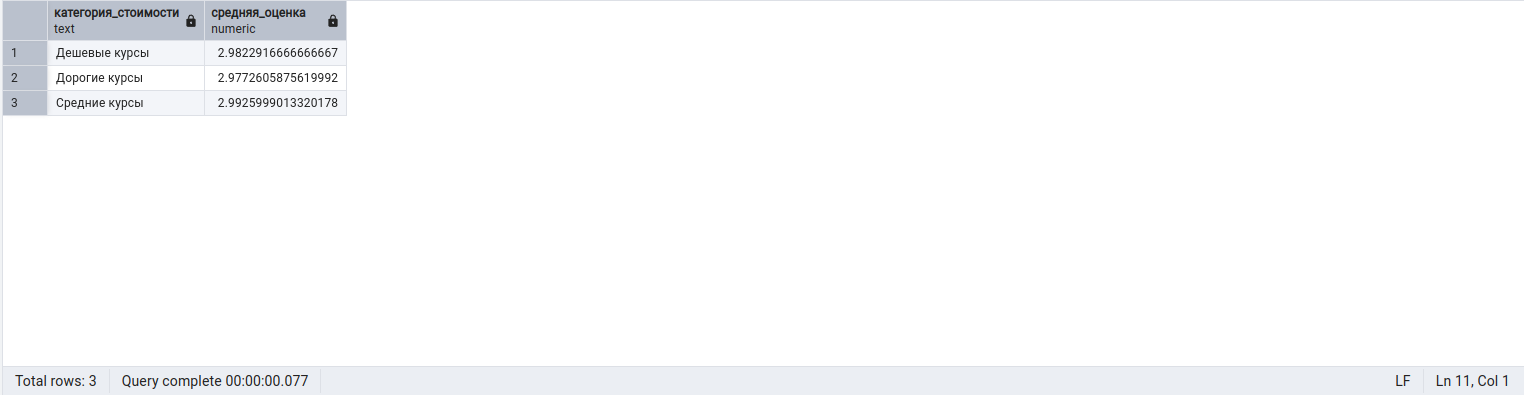 категория_стоимости средняя_оценка
text numeric
1 Дешевые курсы 2.9822916666666667
2 Дорогие курсы 2.9772605875619992
3 Средние курсы 2.9925999013320178
Total rows: 3 Query complete 00:00:00.077 LF Ln 11, Col 1